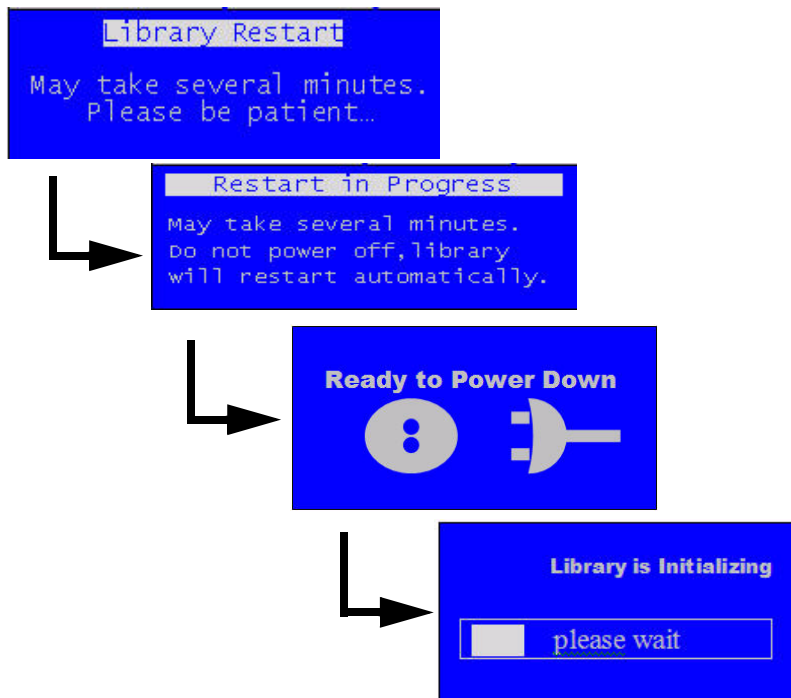 Library Restart
May take several minutes.
Please be patient…
Restart in Progress
May take several minutes.
Do not power off,library
will restart automatically.
Ready to Power Down
Library is Initializing
please wait